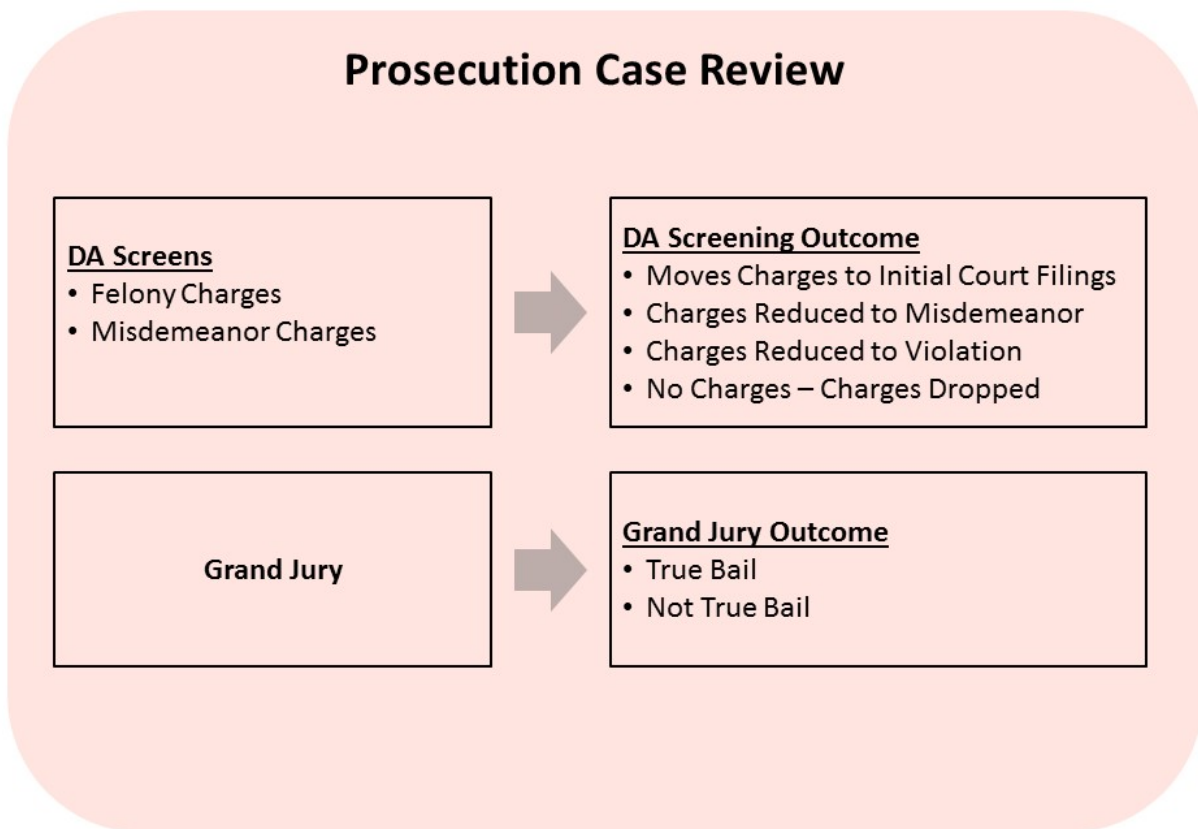 Prosecution Case Review
DA Screens
• Felony Charges
• Misdemeanor Charges
DA Screening Outcome
• Moves Charges to Initial Court Filings
• Charges Reduced to Misdemeanor
• Charges Reduced to Violation
• No Charges – Charges Dropped
Grand Jury
Grand Jury Outcome
• True Bail
• Not True Bail